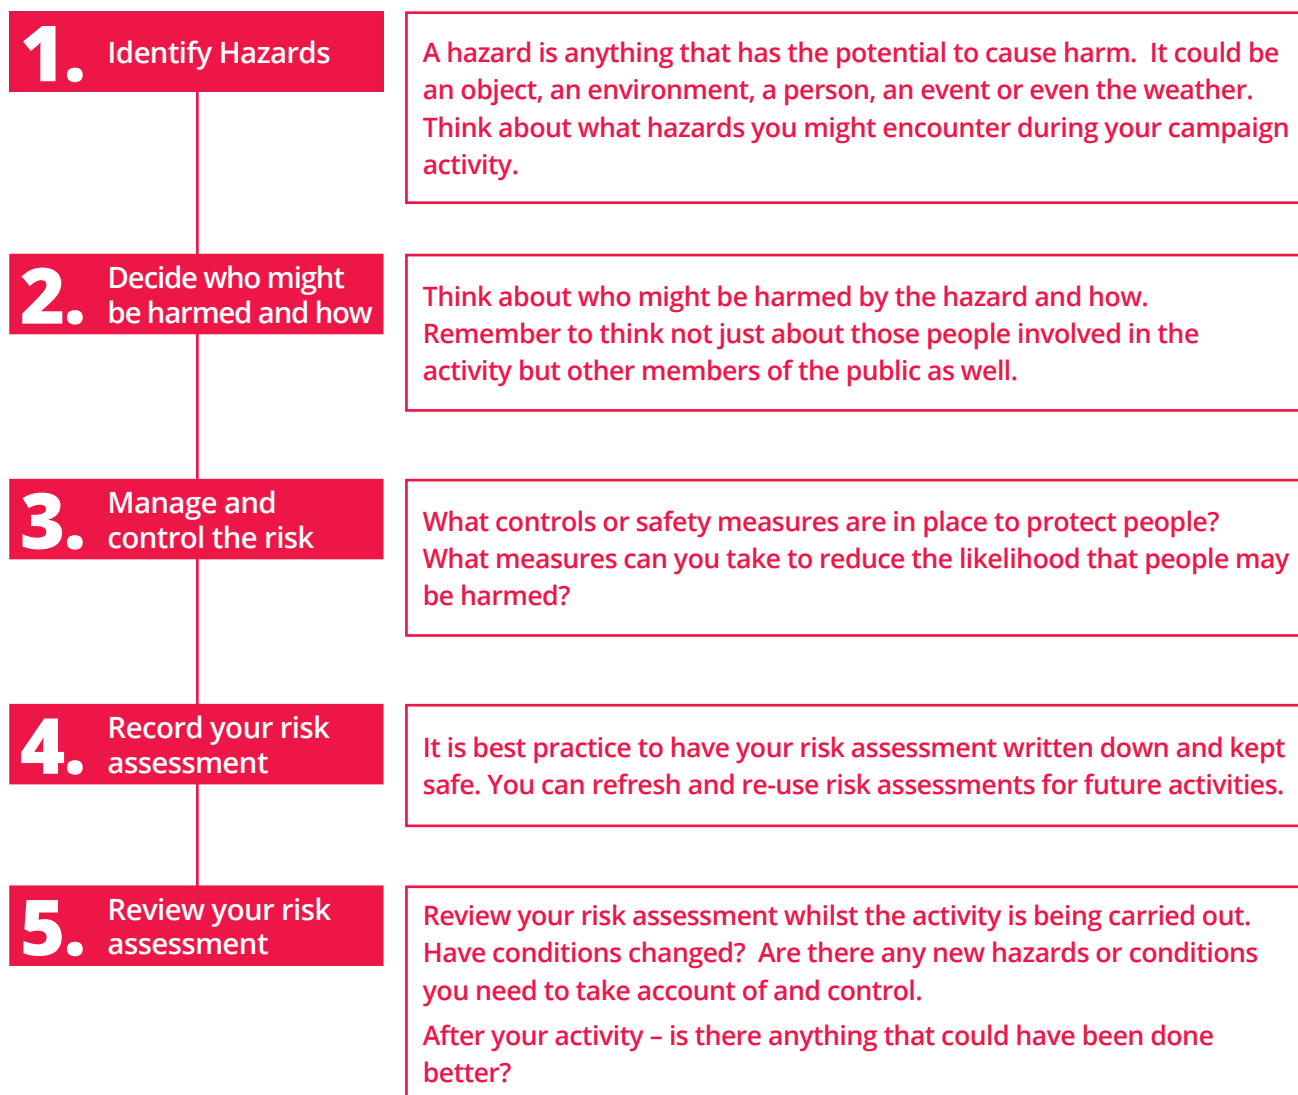 1. Identify Hazards
A hazard is anything that has the potential to cause harm.  It could be
an object, an environment, a person, an event or even the weather.
Think about what hazards you might encounter during your campaign
activity.
2. Decide who might
be harmed and how
Think about who might be harmed by the hazard and how.
Remember to think not just about those people involved in the
activity but other members of the public as well.
3. Manage and
control the risk
What controls or safety measures are in place to protect people?
What measures can you take to reduce the likelihood that people may
be harmed?
4. Record your risk
assessment
It is best practice to have your risk assessment written down and kept
safe. You can refresh and re-use risk assessments for future activities.
5. Review your risk
assessment
Review your risk assessment whilst the activity is being carried out.
Have conditions changed?  Are there any new hazards or conditions
you need to take account of and control.
After your activity – is there anything that could have been done
better?